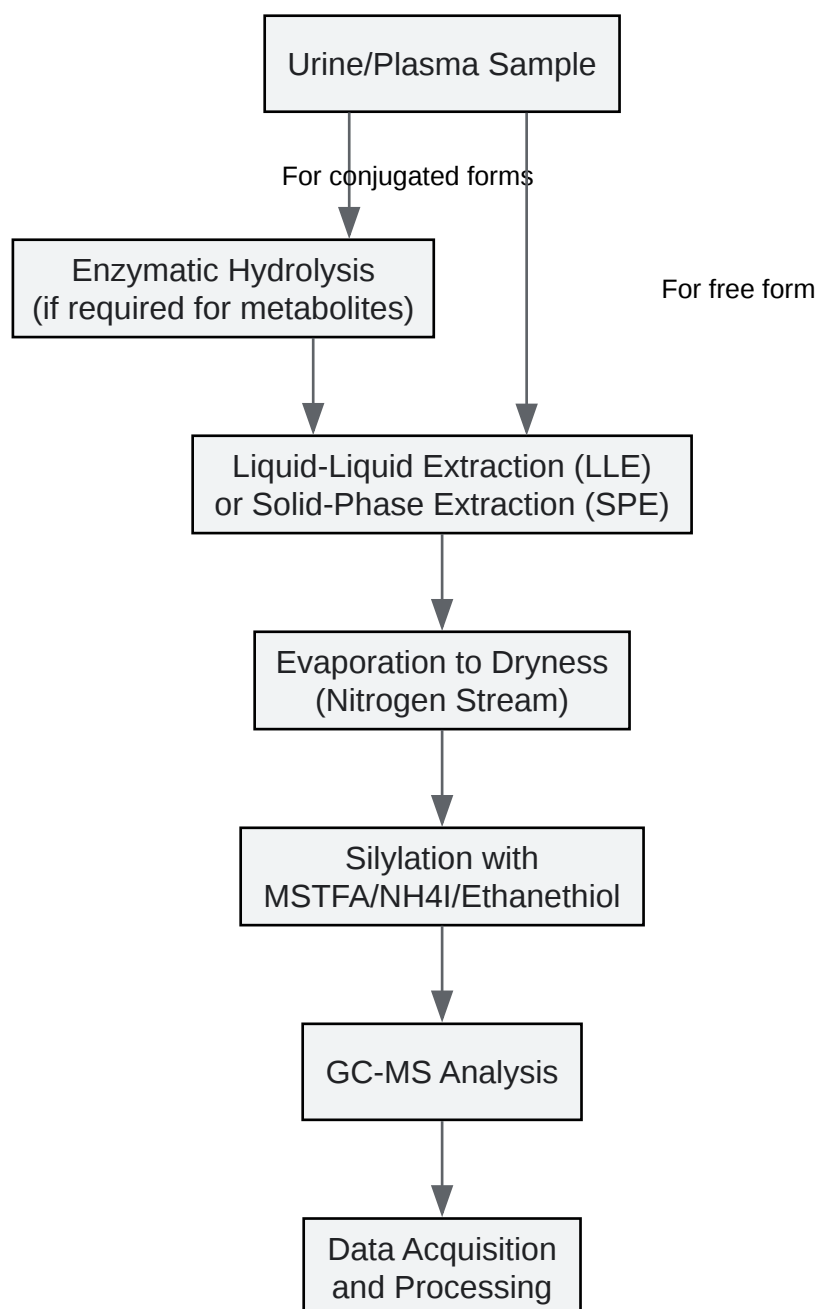 Urine/Plasma Sample
For conjugated forms
Enzymatic Hydrolysis
(if required for metabolites)
For free form
Liquid-Liquid Extraction (LLE)
or Solid-Phase Extraction (SPE)
Evaporation to Dryness
(Nitrogen Stream)
Silylation with
MSTFA/NH4I/Ethanethiol
GC-MS Analysis
Data Acquisition
and Processing